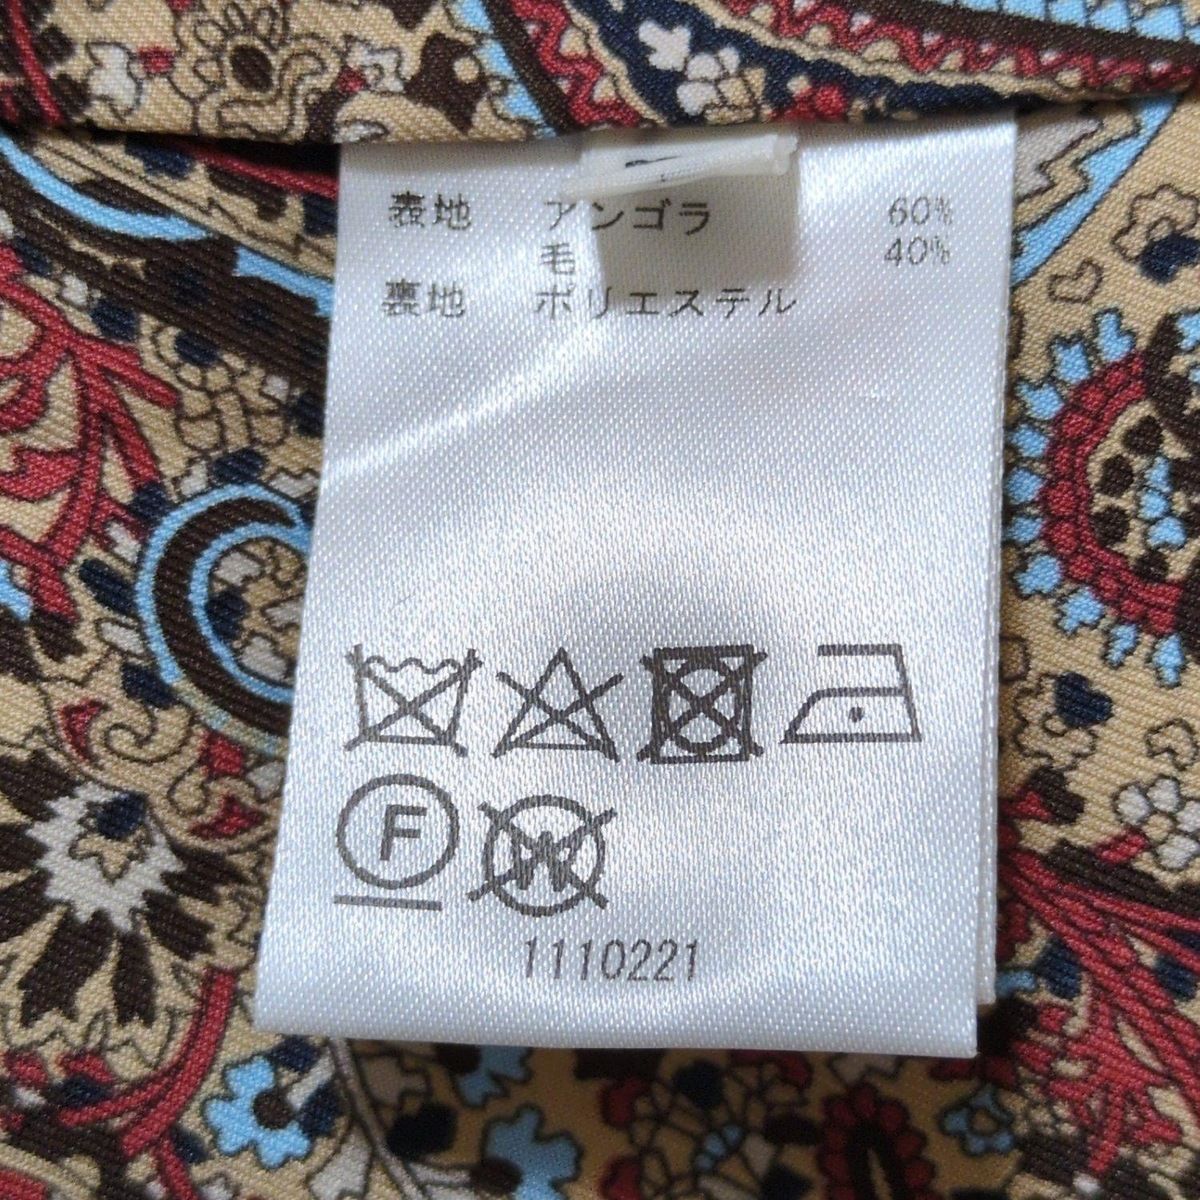 表地 アンゴラ 60%
毛 40%
裏地 ポリエステル
F
W
1110221